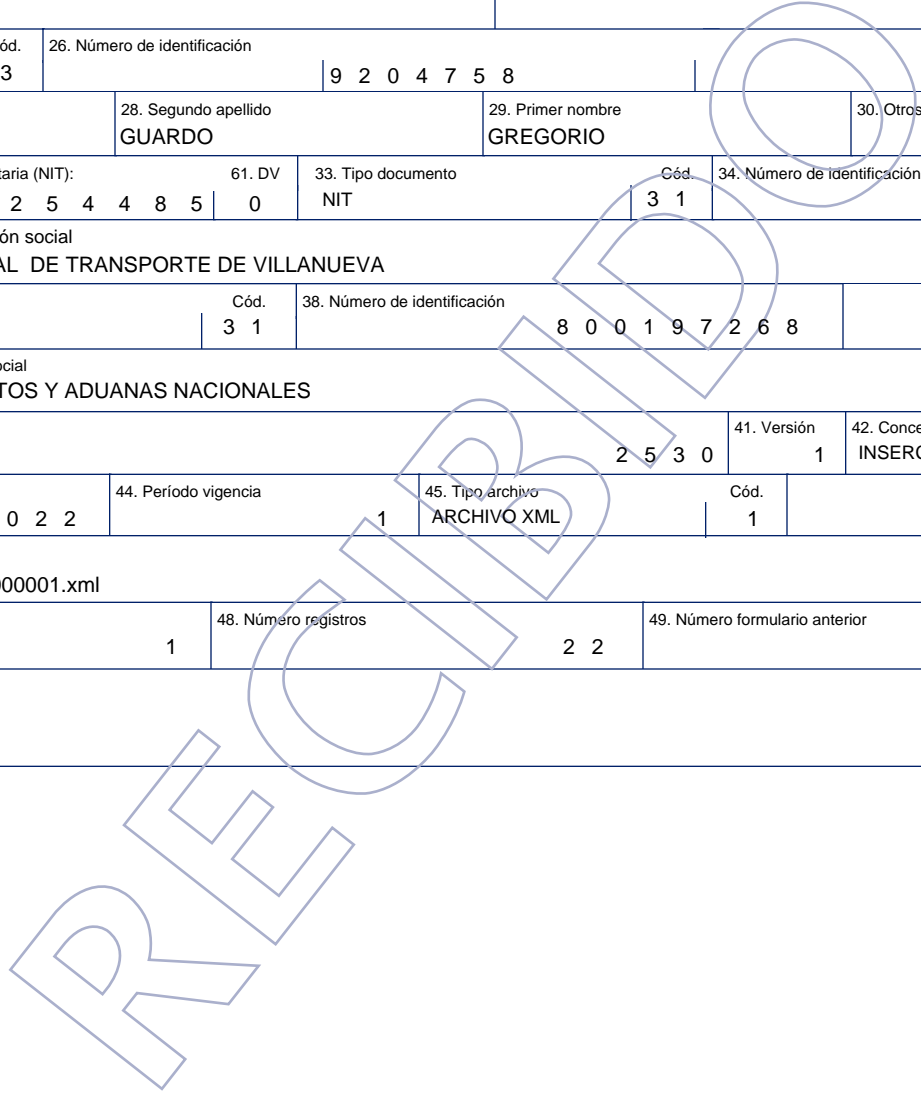 ód. 26. Número de identificación
3 9 2 0 4 7 5 8
28. Segundo apellido 29. Primer nombre 30. Otros
GUARDO GREGORIO
taria (NIT): 61. DV 33. Tipo documento Cód. 34. Número de identificación
2 5 4 4 8 5 0 NIT 3 1
ón social
AL DE TRANSPORTE DE VILLANUEVA
Cód. 38. Número de identificación
3 1 8 0 0 1 9 7 2 6 8
ocial
TOS Y ADUANAS NACIONALES
41. Versión 42. Conce
2 5 3 0 1 INSERC
44. Período vigencia 45. Tipo archivo Cód.
0 2 2 1 ARCHIVO XML 1
000001.xml
48. Número registros 49. Número formulario anterior
1 2 2
RECIBIDO